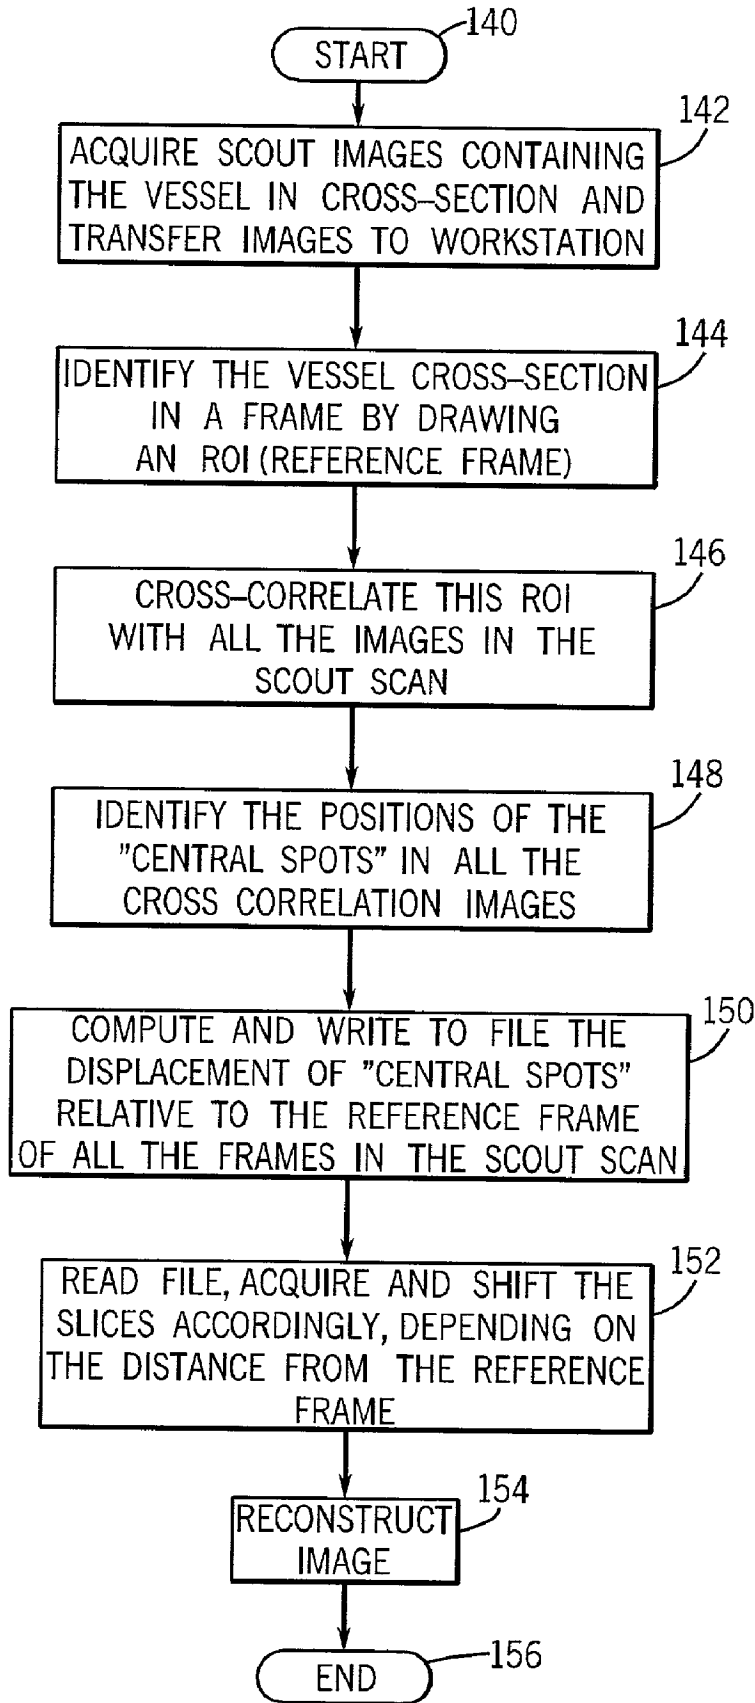 140
START
142
ACQUIRE SCOUT IMAGES CONTAINING
THE VESSEL IN CROSS–SECTION AND
TRANSFER IMAGES TO WORKSTATION
144
IDENTIFY THE VESSEL CROSS–SECTION
IN A FRAME BY DRAWING
AN ROI (REFERENCE FRAME)
146
CROSS–CORRELATE THIS ROI
WITH ALL THE IMAGES IN THE
SCOUT SCAN
148
IDENTIFY THE POSITIONS OF THE
"CENTRAL SPOTS" IN ALL THE
CROSS CORRELATION IMAGES
150
COMPUTE AND WRITE TO FILE THE
DISPLACEMENT OF "CENTRAL SPOTS"
RELATIVE TO THE REFERENCE FRAME
OF ALL THE FRAMES IN THE SCOUT SCAN
152
READ FILE, ACQUIRE AND SHIFT THE
SLICES ACCORDINGLY, DEPENDING ON
THE DISTANCE FROM THE REFERENCE
FRAME
154
RECONSTRUCT
IMAGE
156
END